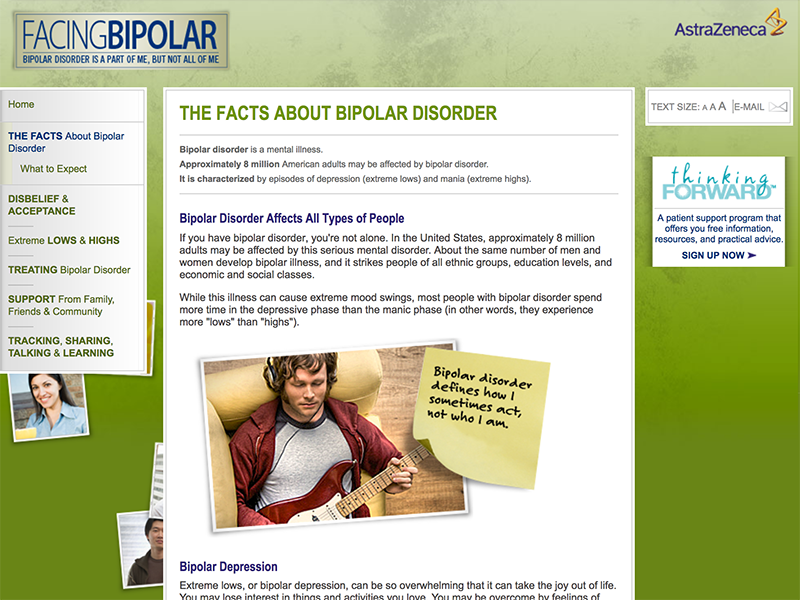 FACINGBIPOLAR
BIPOLAR DISORDER IS A PART OF ME, BUT NOT ALL OF ME
AstraZeneca
Home
THE FACTS About Bipolar
Disorder
What to Expect
DISBELIEF &
ACCEPTANCE
Extreme LOWS & HIGHS
TREATING Bipolar Disorder
SUPPORT From Family,
Friends & Community
TRACKING, SHARING,
TALKING & LEARNING
THE FACTS ABOUT BIPOLAR DISORDER
Bipolar disorder is a mental illness.
Approximately 8 million American adults may be affected by bipolar disorder.
It is characterized by episodes of depression (extreme lows) and mania (extreme highs).
Bipolar Disorder Affects All Types of People
If you have bipolar disorder, you're not alone. In the United States, approximately 8 million
adults may be affected by this serious mental disorder. About the same number of men and
women develop bipolar illness, and it strikes people of all ethnic groups, education levels, and
economic and social classes.
While this illness can cause extreme mood swings, most people with bipolar disorder spend
more time in the depressive phase than the manic phase (in other words, they experience
more "lows" than "highs").
Bipolar disorder
defines how I
sometimes act,
not who I am.
Bipolar Depression
Extreme lows, or bipolar depression, can be so overwhelming that it can take the joy out of life.
You may lose interest in things and activities you love. You may be overcome by feelings of
TEXT SIZE: A A A E-MAIL
thinking
FORWARD™
A patient support program that
offers you free information,
resources, and practical advice.
SIGN UP NOW